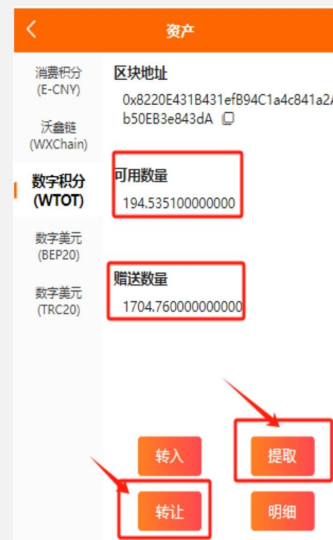 资产
消费积分
(E-CNY)
沃鑫链
(WXChain)
数字积分
(WTOT)
数字美元
(BEP20)
数字美元
(TRC20)
区块地址
0x8220E431B431efB94C1a4c841a2A
b50EB3e843dA
可用数量
194.535100000000
赠送数量
1704.760000000000
转入
提取
转让
明细